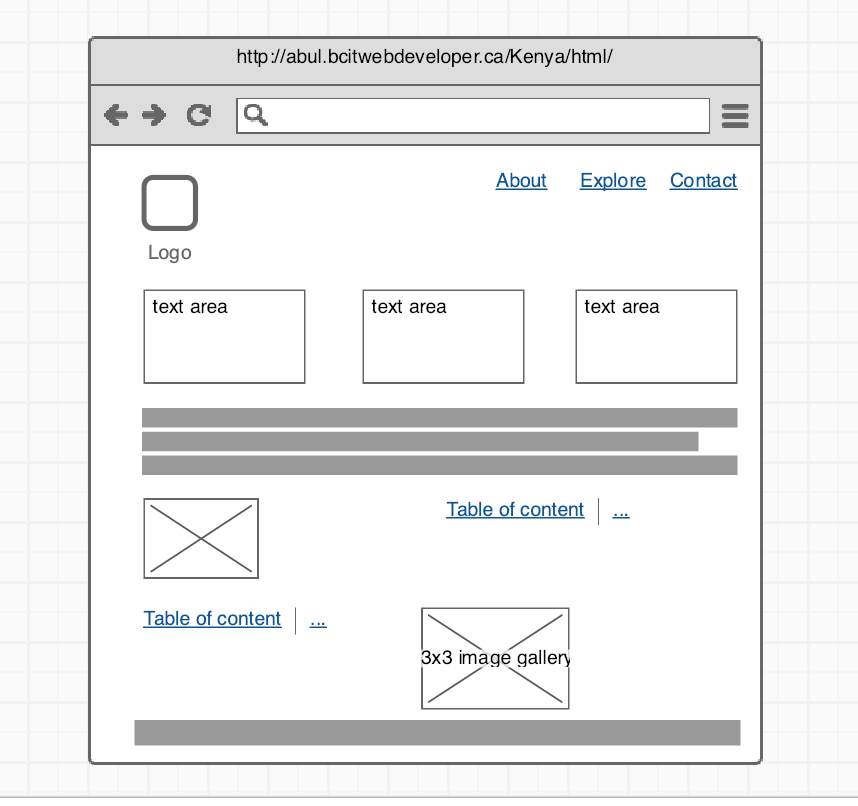 http://abul.bcitwebdeveloper.ca/Kenya/html/
About Explore Contact
Logo
text area text area text area
Table of content ...
Table of content ...
3x3 image gallery